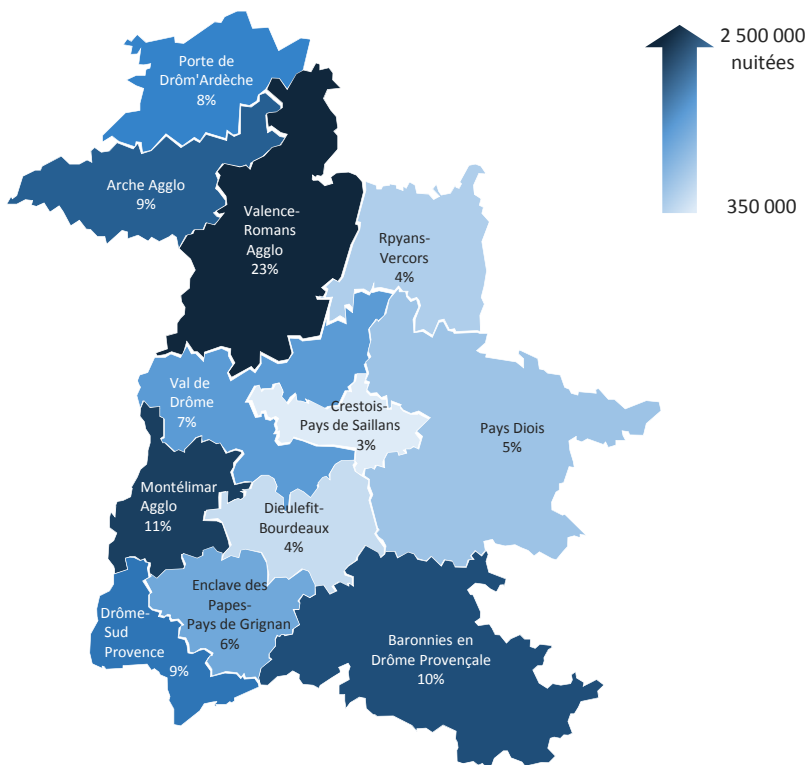 2 500 000
nuitées
350 000
Porte de
Drôm'Ardèche
8%
Arche Agglo
9%
Valence-
Romans
Agglo
23%
Rpyans-
Vercors
4%
Val de
Drôme
7%
Crestois-
Pays de Saillans
3%
Pays Diois
5%
Montélimar
Agglo
11%
Dieulefit-
Bourdeaux
4%
Enclave des
Papes-
Pays de Grignan
6%
Drôme-
Sud
Provence
9%
Baronnies en
Drôme Provençale
10%